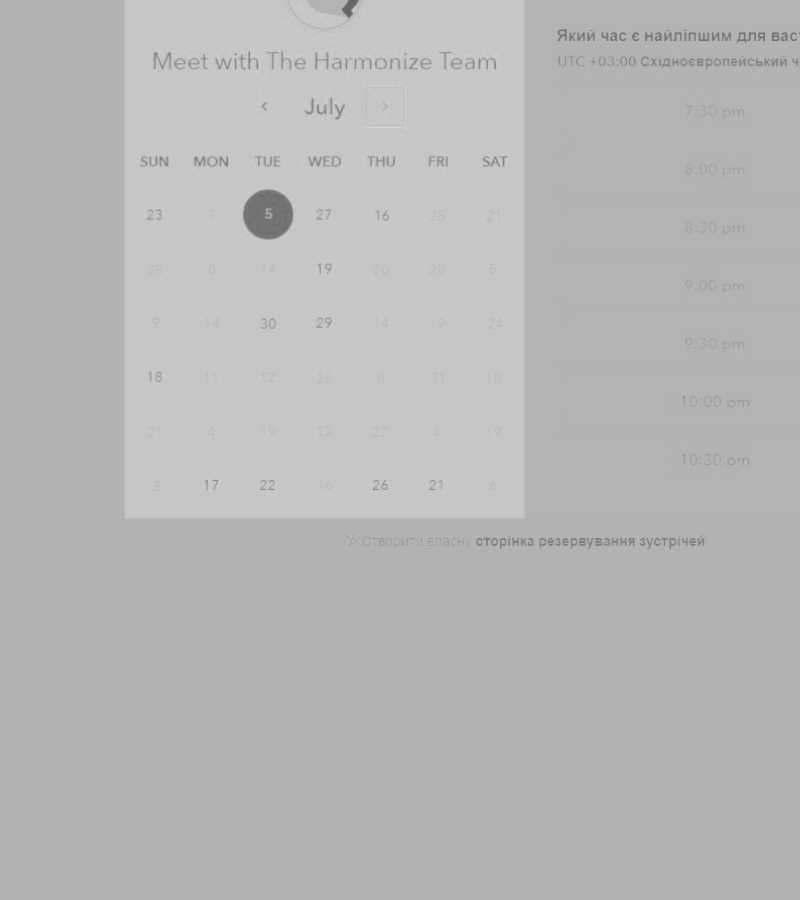 Meet with The Harmonize Team
July
SUN MON TUE WED THU FRI SAT
23 7 5 27 16 28 21
28 8 14 19 20 28 5
9 14 30 29 14 19 24
18 11 12 26 8 31 18
21 4 19 13 27 8 19
3 17 22 16 26 21 6
Який час є найліпшим для вас
UTC +03:00 Східноєвропейський ч
7:30 pm
8:00 pm
8:30 pm
9:00 pm
9:30 pm
10:00 pm
10:30 pm
Створити власну сторінка резервування зустрічей